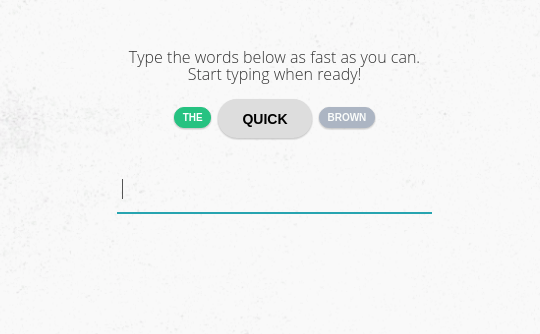 Type the words below as fast as you can.
Start typing when ready!
THE QUICK BROWN